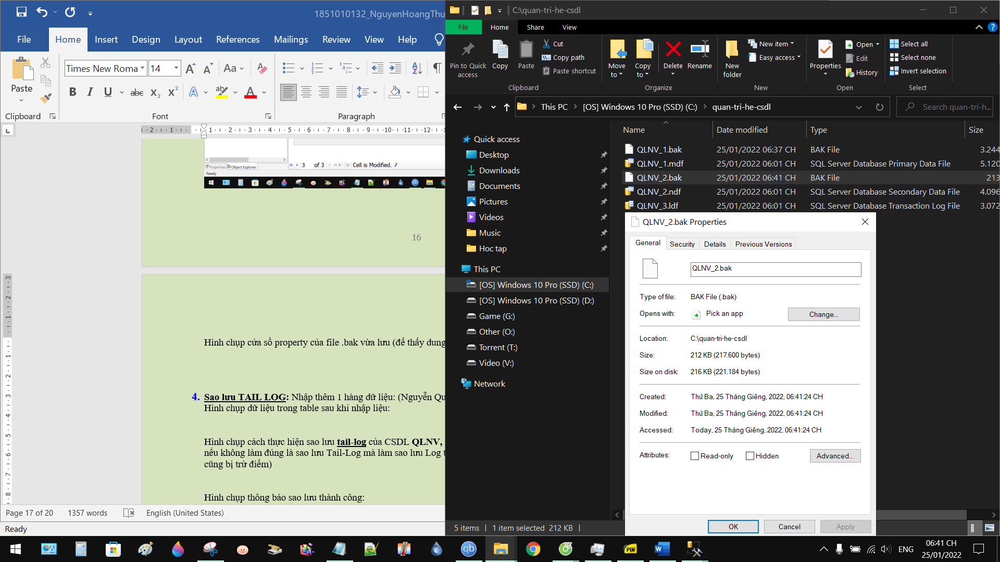 1851010132_NguyenHoangThu
File
Home
Insert
Design
Layout
References
Mailings
Review
View
Help
Paste
Times New Roma
14
Aa
B I U abc X₂ X² A ab A
Clipboard
Font
Paragraph
Properties
Object Explorer
3 of 3
Cell is Modified.
Ready
16
Hình chụp cửa sổ property của file .bak vừa lưu (để thấy dung
4. Sao lưu TAIL LOG: Nhập thêm 1 hàng dữ liệu: (Nguyễn Qu
Hình chụp dữ liệu trong table sau khi nhập liệu:
Hình chụp cách thực hiện sao lưu tail-log của CSDL QLNV,
nếu không làm đúng là sao lưu Tail-Log mà làm sao lưu Log t
cũng bị trừ điểm)
Hình chụp thông báo sao lưu thành công:
Page 17 of 20
1357 words
English (United States)
Ready
C:\quan-tri-he-csdl
File
Home
Share
View
Pin to Quick access
Copy
Paste
Cut
Copy path
Paste shortcut
Clipboard
Move to
Copy to
Delete
Rename
Organize
New folder
New item
Easy access
New
Properties
Open
Edit
History
Open
Select all
Select none
Invert selection
Select
This PC
[OS] Windows 10 Pro (SSD) (C:)
quan-tri-he-csdl
Search quan-tri-h...
Quick access
Desktop
Downloads
Documents
Pictures
Videos
Music
Hoc tap
This PC
[OS] Windows 10 Pro (SSD) (C:)
[OS] Windows 10 Pro (SSD) (D:)
Game (G:)
Other (O:)
Torrent (T:)
Video (V:)
Network
Name Date modified Type Size
QLNV_1.bak 25/01/2022 06:37 CH BAK File 3.244
QLNV_1.mdf 25/01/2022 06:01 CH SQL Server Database Primary Data File 5.120
QLNV_2.bak 25/01/2022 06:41 CH BAK File 213
QLNV_2.ndf 25/01/2022 06:01 CH SQL Server Database Secondary Data File 4.096
QLNV_3.ldf 25/01/2022 06:01 CH SQL Server Database Transaction Log File 3.072
QLNV_2.bak Properties
General
Security
Details
Previous Versions
QLNV_2.bak
Type of file: BAK File (.bak)
Opens with: Pick an app
Change...
Location: C:\quan-tri-he-csdl
Size: 212 KB (217.600 bytes)
Size on disk: 216 KB (221.184 bytes)
Created: Thứ Ba, 25 Tháng Giêng, 2022, 06:41:24 CH
Modified: Thứ Ba, 25 Tháng Giêng, 2022, 06:41:24 CH
Accessed: Today, 25 Tháng Giêng, 2022, 06:41:24 CH
Attributes: Read-only Hidden
Advanced...
OK
Cancel
Apply
5 items
1 item selected 212 KB
qb
PDF
ENG
06:41 CH
25/01/2022